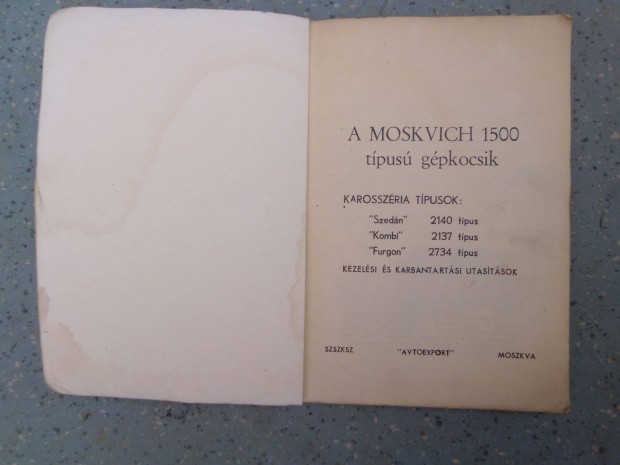 A MOSKVICH 1500
típusú gépkocsik
KAROSSZÉRIA TÍPUSOK:
"Szedán" 2140 típus
"Kombi" 2137 típus
"Furgon" 2734 típus
KEZELÉSI ÉS KARBANTARTÁSI UTASÍTÁSOK
SZSZKSZ "AVTOEXPORT" MOSZKVA